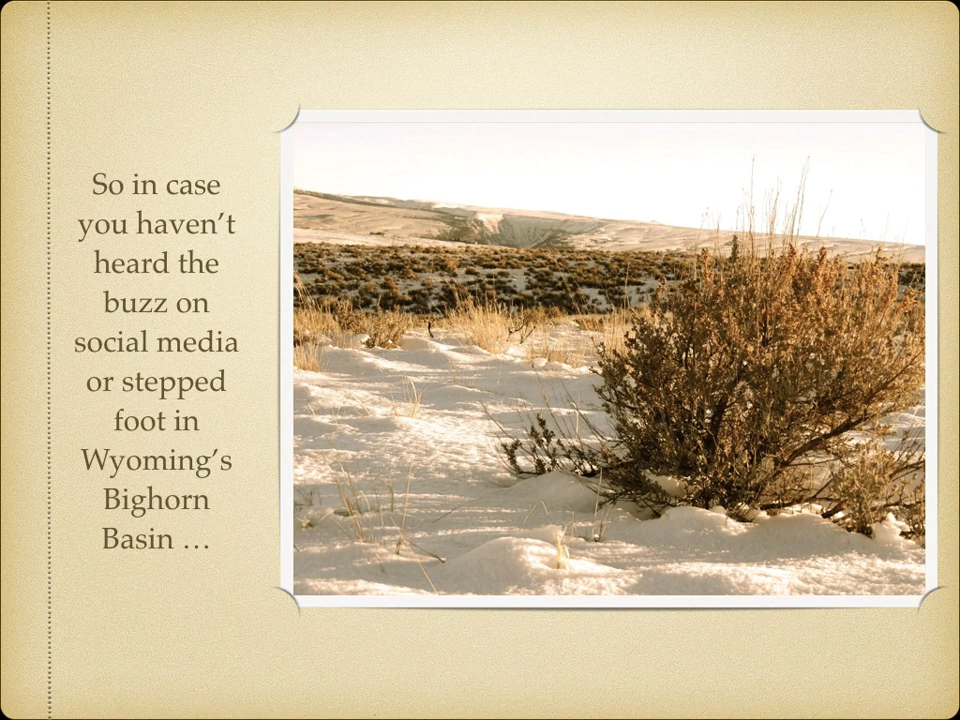 So in case
you haven’t
heard the
buzz on
social media
or stepped
foot in
Wyoming’s
Bighorn
Basin …